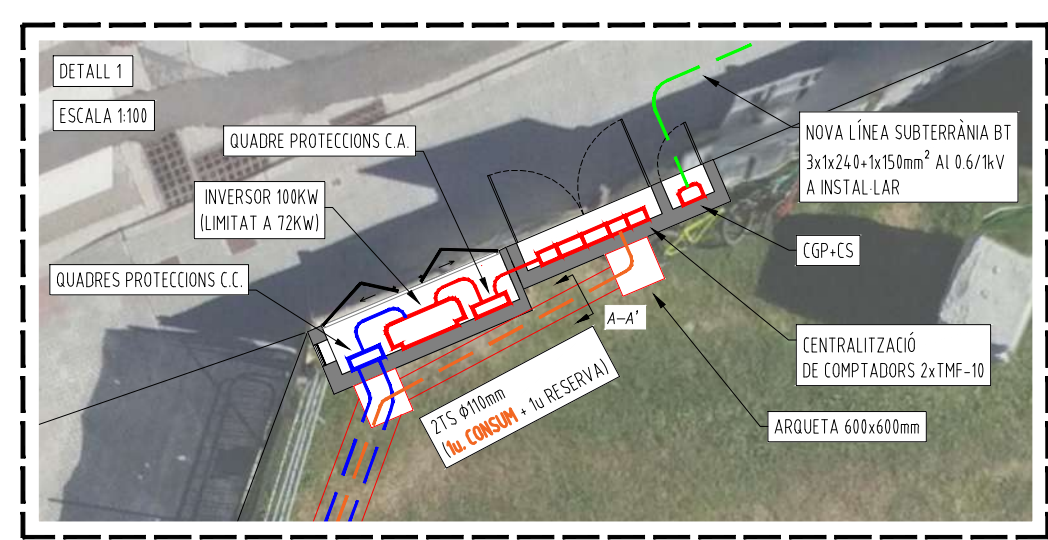 DETALL 1
ESCALA 1:100
QUADRE PROTECCIONS C.A.
INVERSOR 100KW
(LIMITAT A 72KW)
QUADRES PROTECCIONS C.C.
NOVA LÍNEA SUBTERRÀNIA BT
3x1x240+1x150mm² Al 0.6/1kV
A INSTAL·LAR
CGP+CS
A-A'
CENTRALITZACIÓ
DE COMPTADORS 2xTMF-10
2TS Φ110mm
(1u. CONSUM + 1u RESERVA)
ARQUETA 600x600mm